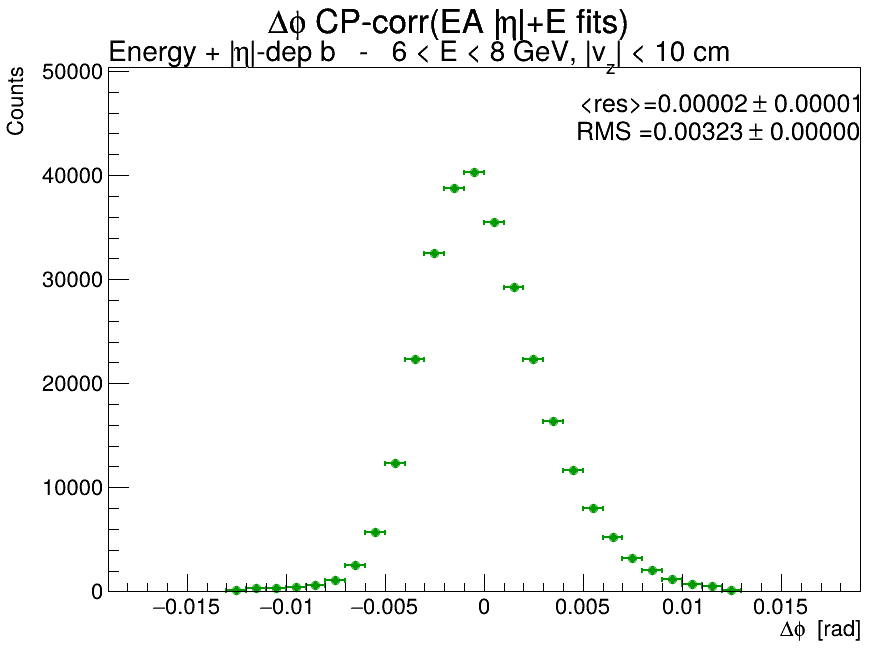 Δϕ CP-corr(EA |η|+E fits)
Energy + |η|-dep b - 6 < E < 8 GeV, |v_z| < 10 cm
<res>=0.00002 ± 0.00001
RMS =0.00323 ± 0.00000
Counts
50000
40000
30000
20000
10000
0
−0.015 −0.01 −0.005 0 0.005 0.01 0.015
Δϕ [rad]